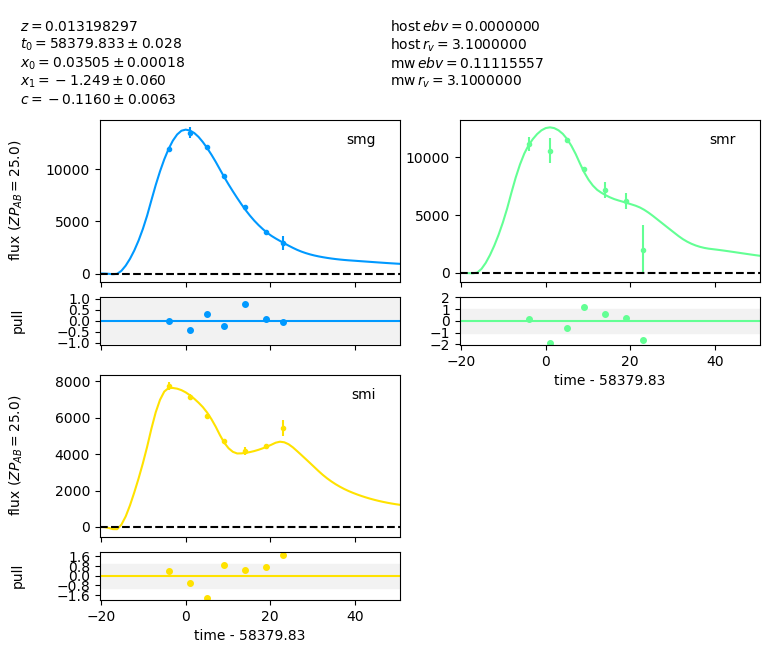 z = 0.013198297
t₀ = 58379.833 ± 0.028
x₀ = 0.03505 ± 0.00018
x₁ = −1.249 ± 0.060
c = −0.1160 ± 0.0063
host ebv = 0.0000000
host rᵥ = 3.1000000
mw ebv = 0.11115557
mw rᵥ = 3.1000000
flux (ZP_AB = 25.0)
10000
5000
0
smg
10000
5000
0
smr
pull
1.0
0.5
0.0
−0.5
−1.0
2
1
0
−1
−2
−20
0
20
40
time - 58379.83
flux (ZP_AB = 25.0)
8000
6000
4000
2000
0
smi
pull
1.6
0.8
0.0
−0.8
−1.6
−20
0
20
40
time - 58379.83